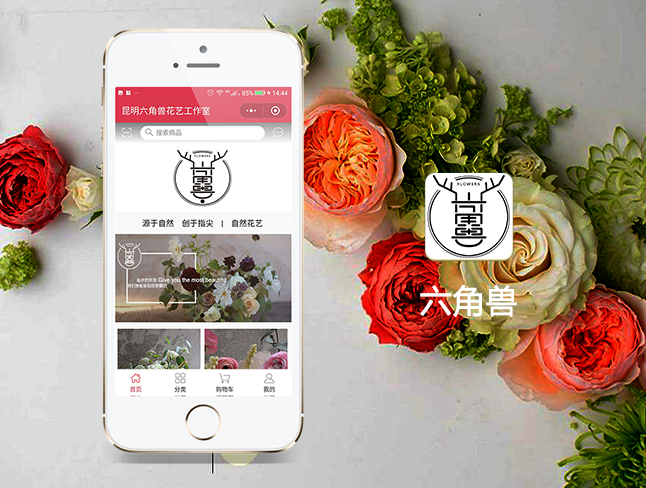 85% 14:44
昆明六角兽花艺工作室
搜索商品
FLOWERS
源于自然 创于指尖 | 自然花艺
Give you the most beautiful
首页 分类 购物车 我的
FLOWERS
六角兽